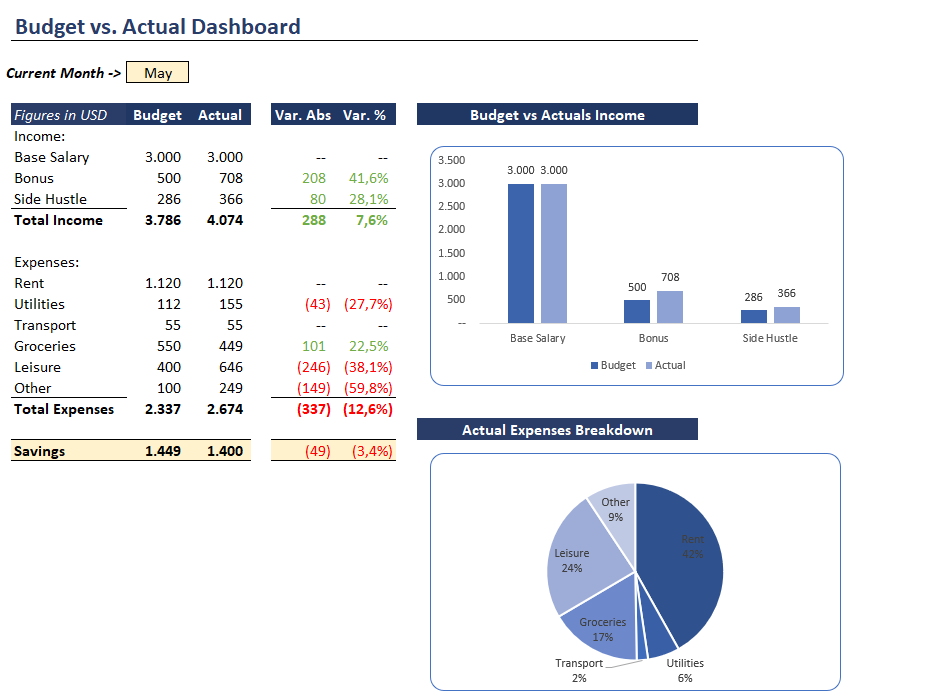 Budget vs. Actual Dashboard
Current Month -> May
Figures in USD Budget Actual Var. Abs Var. %
Income:
Base Salary 3.000 3.000 -- --
Bonus 500 708 208 41,6%
Side Hustle 286 366 80 28,1%
Total Income 3.786 4.074 288 7,6%
Expenses:
Rent 1.120 1.120 -- --
Utilities 112 155 (43) (27,7%)
Transport 55 55 -- --
Groceries 550 449 101 22,5%
Leisure 400 646 (246) (38,1%)
Other 100 249 (149) (59,8%)
Total Expenses 2.337 2.674 (337) (12,6%)
Savings 1.449 1.400 (49) (3,4%)
Budget vs Actuals Income
3.500
3.000
2.500
2.000
1.500
1.000
500
--
3.000 3.000
500 708
286 366
Base Salary Bonus Side Hustle
Budget Actual
Actual Expenses Breakdown
Other
9%
Rent
42%
Leisure
24%
Groceries
17%
Transport
2%
Utilities
6%